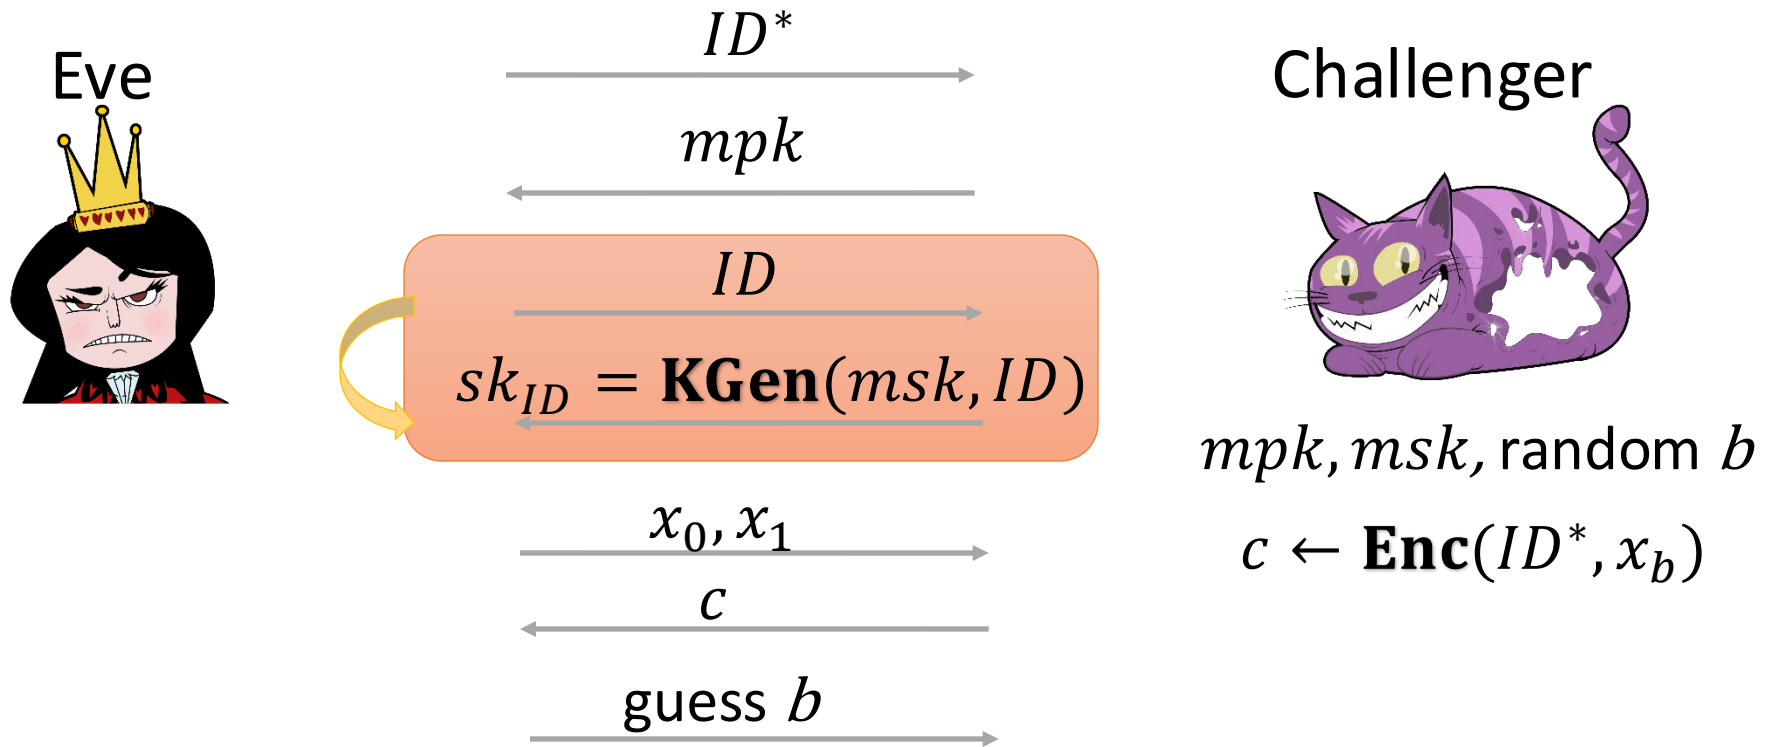 Eve
ID*
Challenger
mpk
ID
sk_ID = KGen(msk, ID)
mpk, msk, random b
x_0, x_1
c ← Enc(ID*, x_b)
c
guess b